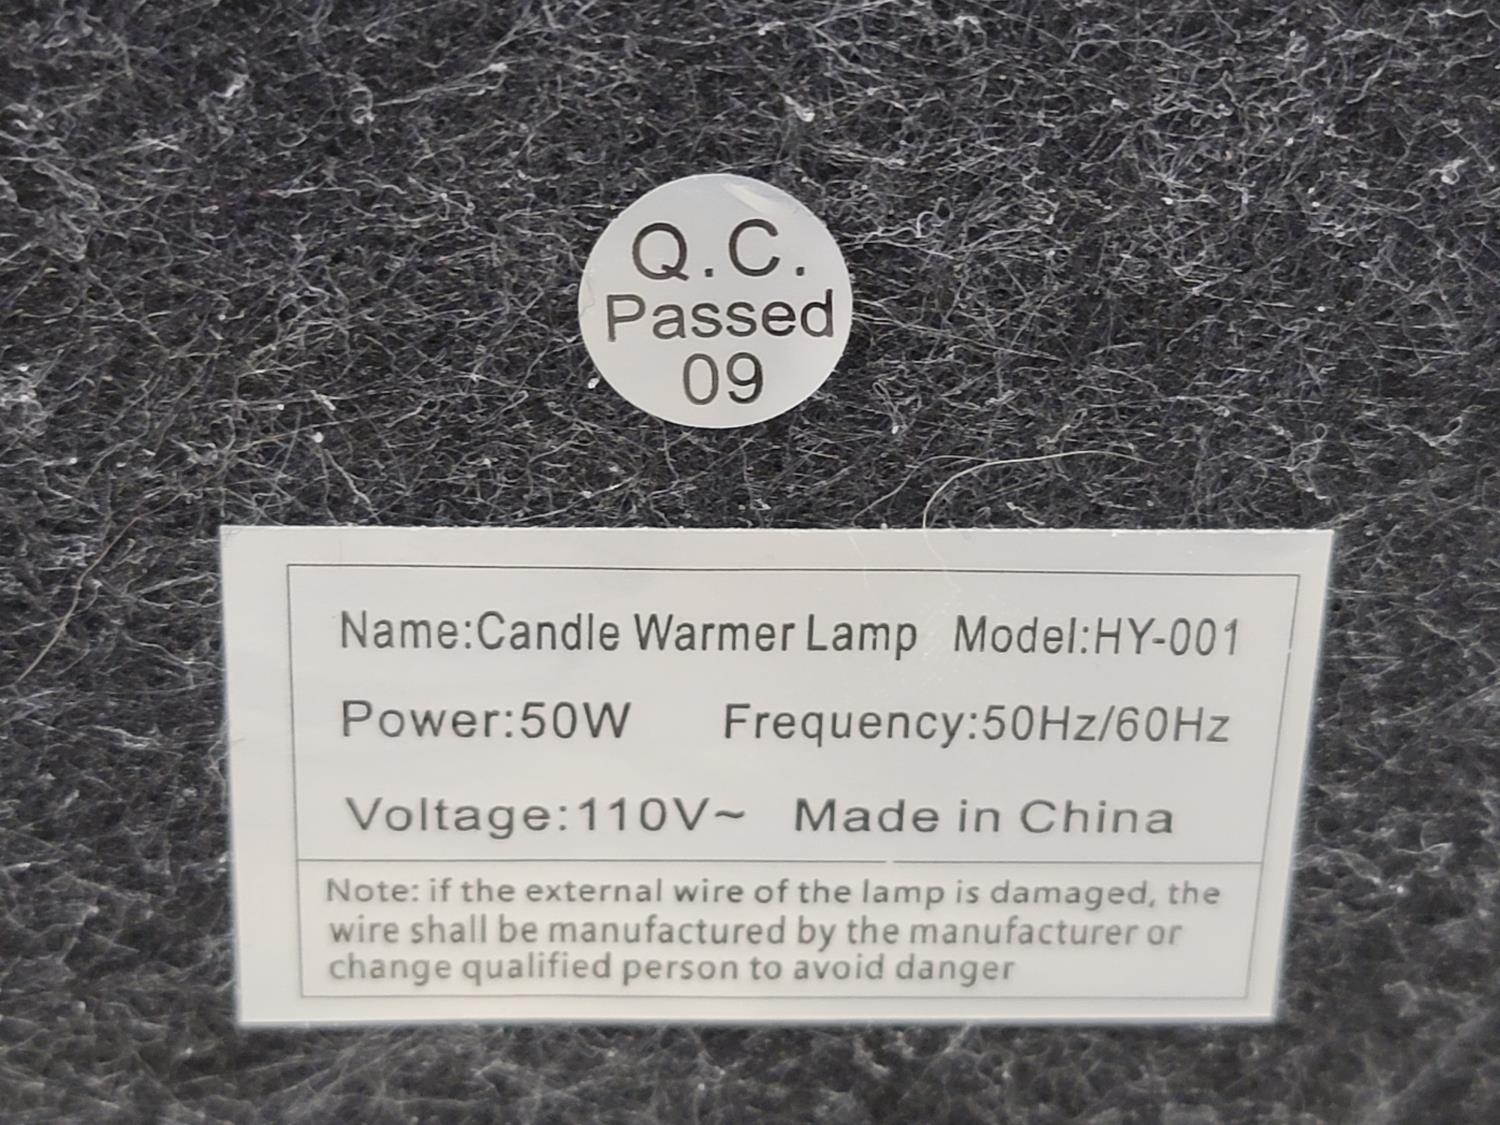 Q.C.
Passed
09
Name:Candle Warmer Lamp Model:HY-001
Power:50W Frequency:50Hz/60Hz
Voltage:110V~ Made in China
Note: if the external wire of the lamp is damaged, the
wire shall be manufactured by the manufacturer or
change qualified person to avoid danger